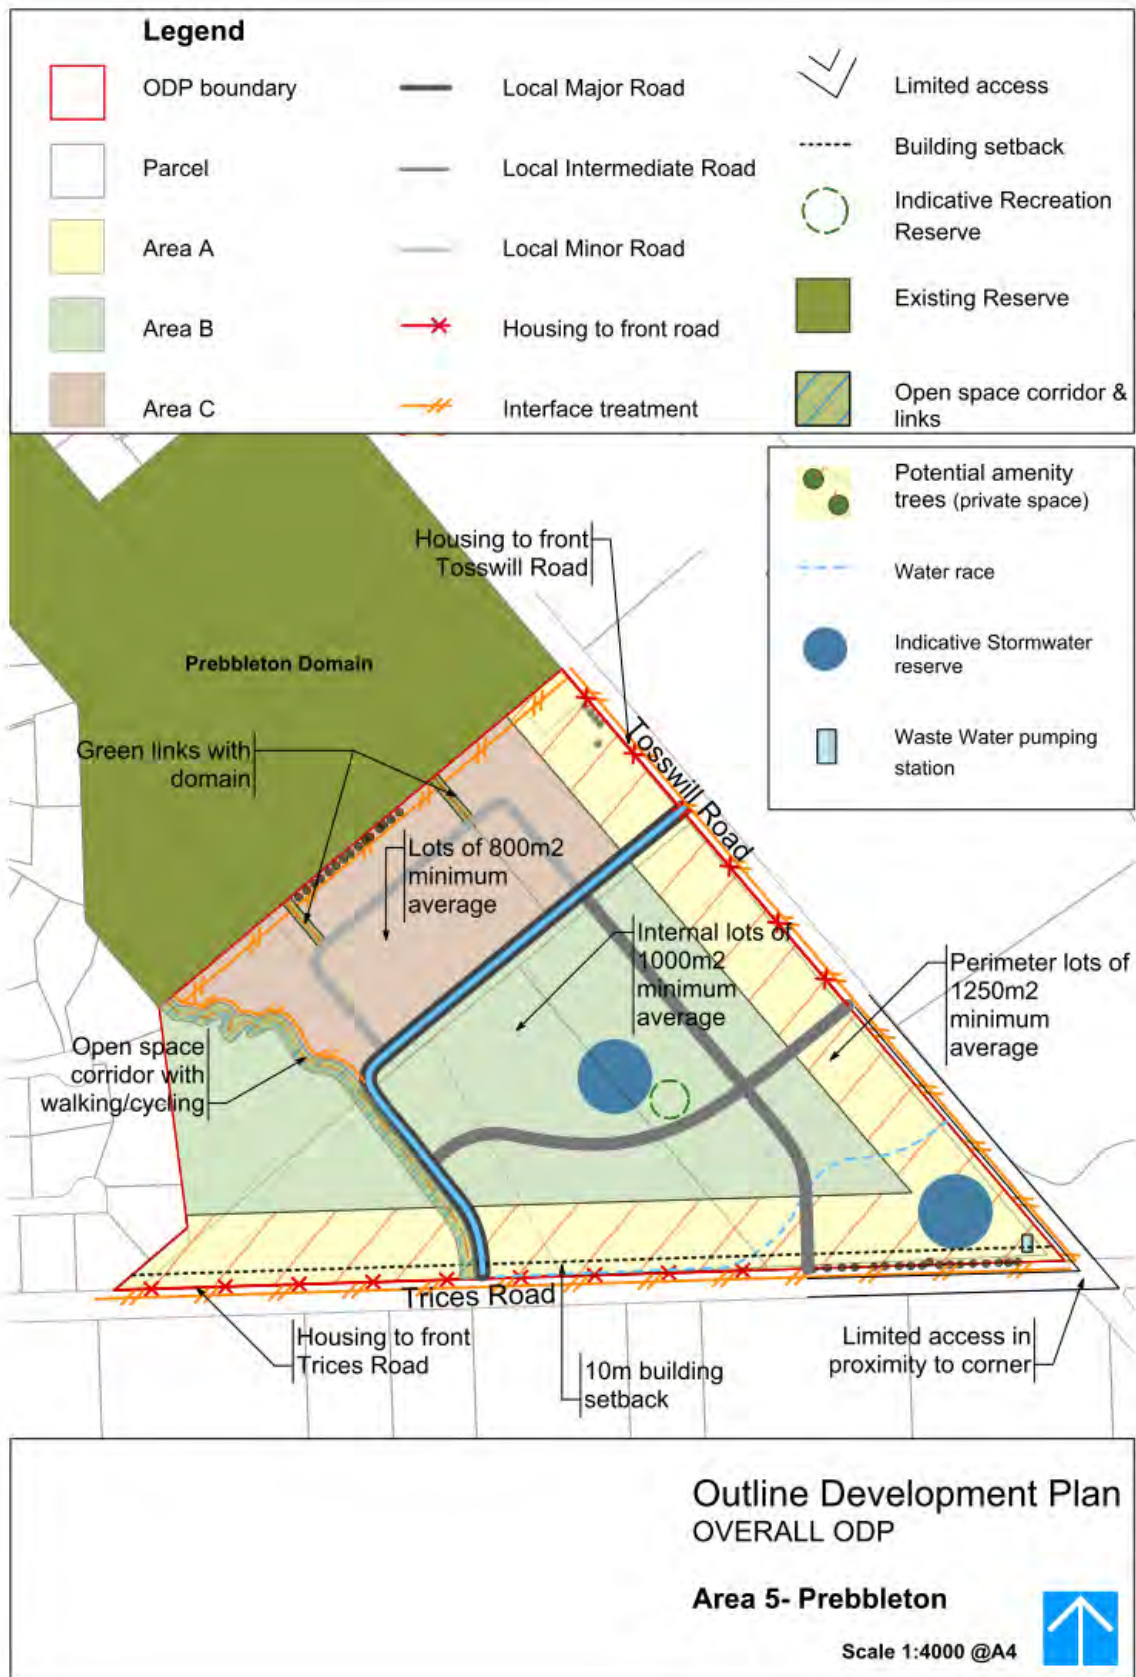 Legend
ODP boundary
Parcel
Area A
Area B
Area C
Local Major Road
Local Intermediate Road
Local Minor Road
Housing to front road
Interface treatment
Limited access
Building setback
Indicative Recreation
Reserve
Existing Reserve
Open space corridor &
links
Potential amenity
trees (private space)
Water race
Indicative Stormwater
reserve
Waste Water pumping
station
Housing to front
Tosswill Road
Prebbleton Domain
Green links with
domain
Tosswill Road
Lots of 800m2
minimum
average
Internal lots of
1000m2
minimum
average
Perimeter lots of
1250m2
minimum
average
Open space
corridor with
walking/cycling
Trices Road
Housing to front
Trices Road
10m building
setback
Limited access in
proximity to corner
Outline Development Plan
OVERALL ODP
Area 5- Prebbleton
Scale 1:4000 @A4